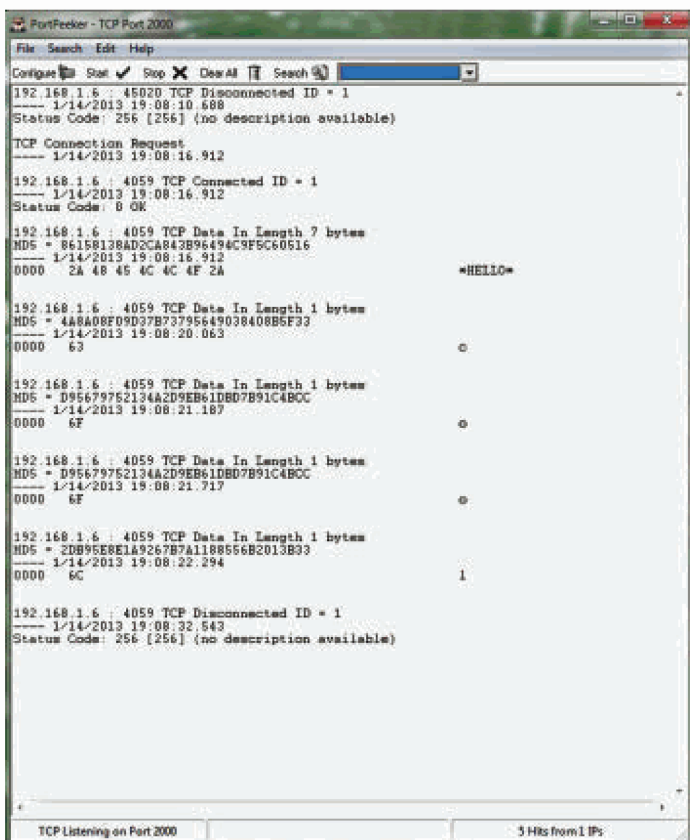 PortPeeker - TCP Port 2000
File Search Edit Help
Configure Start Stop Clear All Search
192.168.1.6 : 45020 TCP Disconnected ID = 1
---- 1/14/2013 19:08:10.688
Status Code: 256 [256] (no description available)
TCP Connection Request
---- 1/14/2013 19:08:16.912
192.168.1.6 : 4059 TCP Connected ID = 1
---- 1/14/2013 19:08:16.912
Status Code: 0 OK
192.168.1.6 : 4059 TCP Data In Length 7 bytes
MD5 = 86158138AD2CA843B96494C9F5C60516
---- 1/14/2013 19:08:16.912
0000 2A 48 45 4C 4C 4F 2A *HELLO*
192.168.1.6 : 4059 TCP Data In Length 1 bytes
MD5 = 4A8A08F09D37B73795649038408B5F33
---- 1/14/2013 19:08:20.063
0000 63 c
192.168.1.6 : 4059 TCP Data In Length 1 bytes
MD5 = D95679752134A2D9EB61DBD7B91C4BCC
---- 1/14/2013 19:08:21.187
0000 6F o
192.168.1.6 : 4059 TCP Data In Length 1 bytes
MD5 = D95679752134A2D9EB61DBD7B91C4BCC
---- 1/14/2013 19:08:21.717
0000 6F o
192.168.1.6 : 4059 TCP Data In Length 1 bytes
MD5 = 2DB95E8E1A9267B7A1188556B2013B33
---- 1/14/2013 19:08:22.294
0000 6C l
192.168.1.6 : 4059 TCP Disconnected ID = 1
---- 1/14/2013 19:08:32.543
Status Code: 256 [256] (no description available)
TCP Listening on Port 2000
5 Hits from 1 IPs